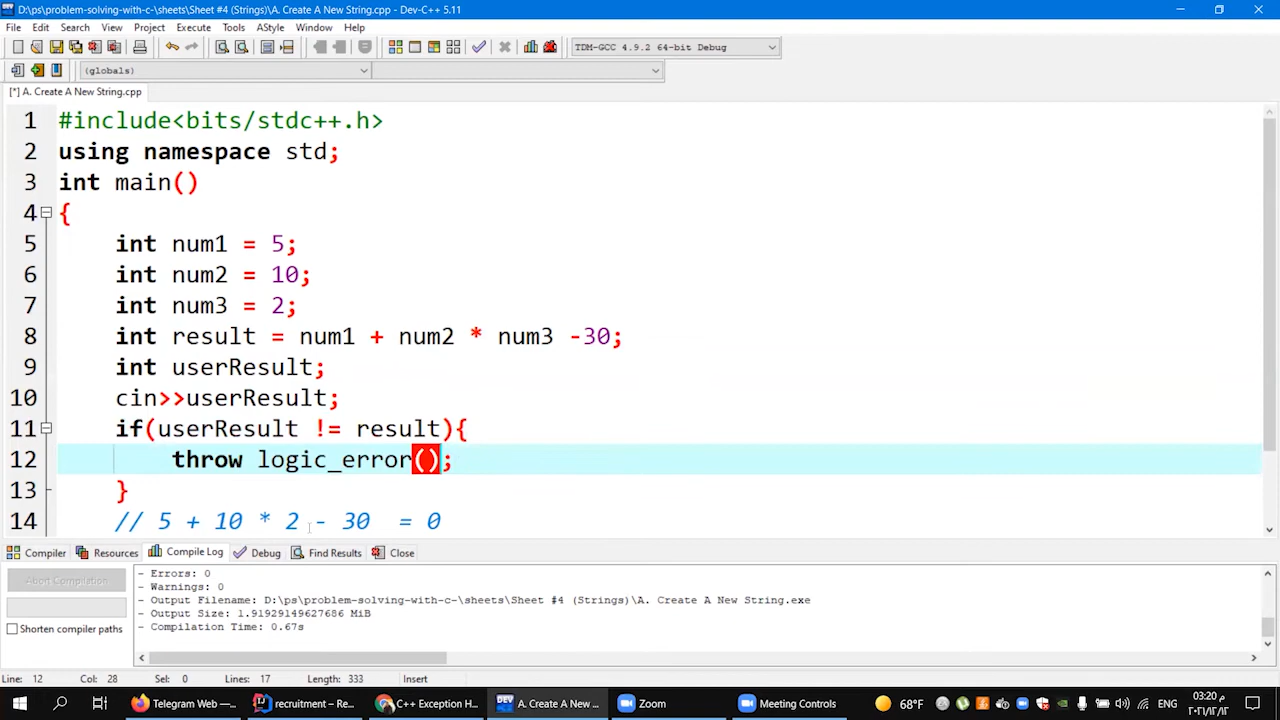 D:\ps\problem-solving-with-c-\sheets\Sheet #4 (Strings)\A. Create A New String.cpp - Dev-C++ 5.11
File Edit Search View Project Execute Tools AStyle Window Help
TDM-GCC 4.9.2 64-bit Debug
(globals)
[*] A. Create A New String.cpp
1 #include<bits/stdc++.h>
2 using namespace std;
3 int main()
4 {
5 int num1 = 5;
6 int num2 = 10;
7 int num3 = 2;
8 int result = num1 + num2 * num3 -30;
9 int userResult;
10 cin>>userResult;
11 if(userResult != result){
12 throw logic_error();
13 }
14 // 5 + 10 * 2 - 30 = 0
Compiler Resources Compile Log Debug Find Results Close
Abort Compilation
Shorten compiler paths
- Errors: 0
- Warnings: 0
- Output Filename: D:\ps\problem-solving-with-c-\sheets\Sheet #4 (Strings)\A. Create A New String.exe
- Output Size: 1.91929149627686 MiB
- Compilation Time: 0.67s
Line: 12 Col: 28 Sel: 0 Lines: 17 Length: 333 Insert
Telegram Web —... recruitment – Re... C++ Exception H... A. Create A New ... Zoom Meeting Controls 68°F ENG 03:20 م